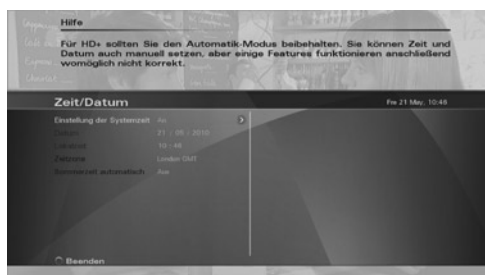 Hilfe
Für HD+ sollten Sie den Automatik-Modus beibehalten. Sie können Zeit und
Datum auch manuell setzen, aber einige Features funktionieren anschließend
womöglich nicht korrekt.
Zeit/Datum
Fre 21 May, 10:48
Einstellung der Systemzeit An
Datum 21 : 05 : 2010
Lokalzeit 10 : 48
Zeitzone London GMT
Sommerzeit automatisch Aus
Beenden